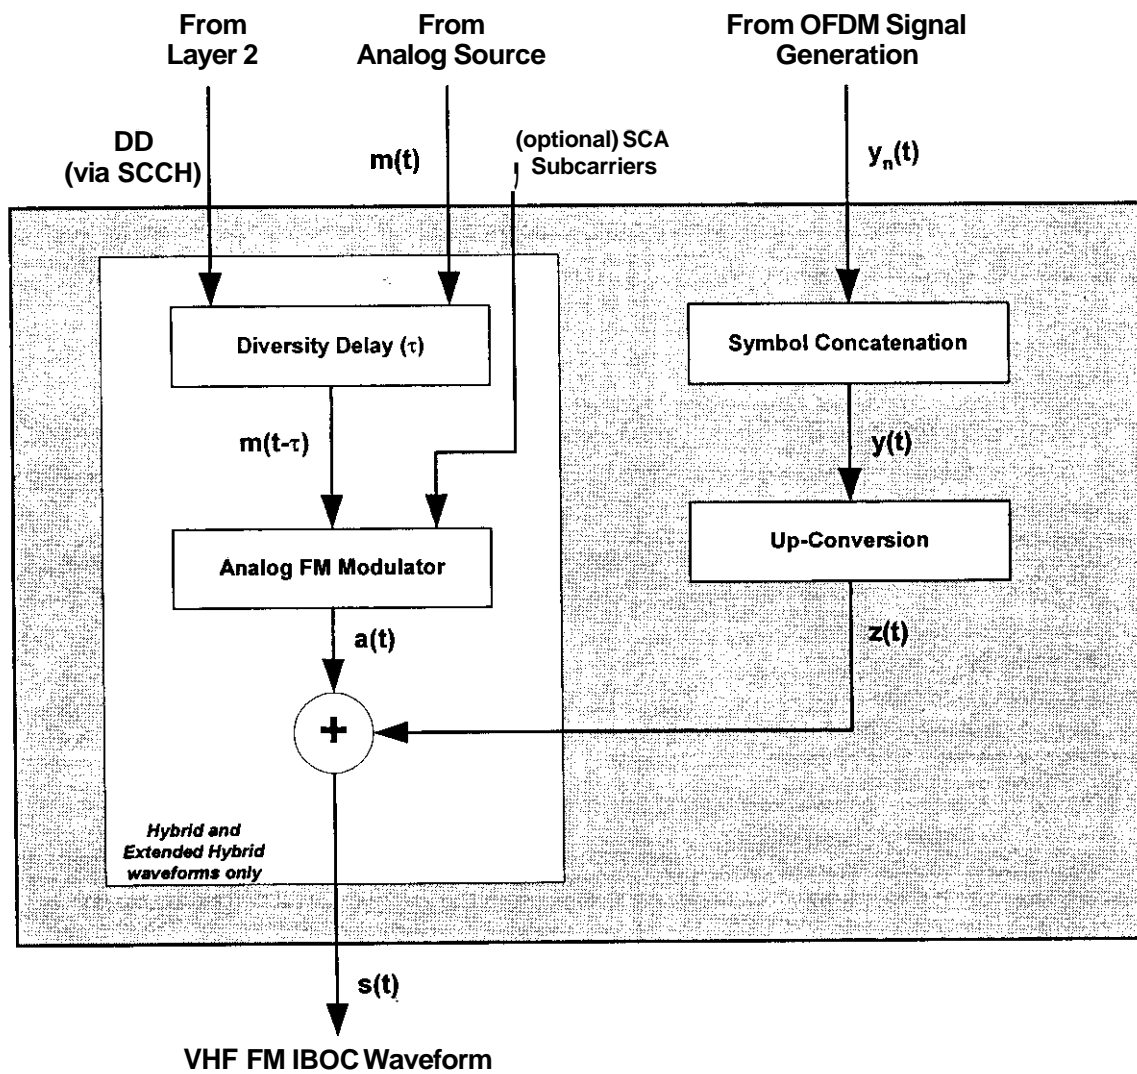 From
Layer 2
From
Analog Source
From OFDM Signal
Generation
DD
(via SCCH)
m(t)
(optional) SCA
Subcarriers
yn(t)
Diversity Delay (τ)
Symbol Concatenation
m(t-τ)
y(t)
Analog FM Modulator
Up-Conversion
a(t)
z(t)
+
Hybrid and
Extended Hybrid
waveforms only
s(t)
VHF FM IBOC Waveform